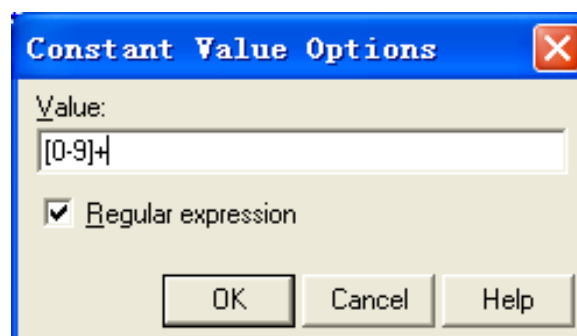 Constant Value Options
Value:
[0-9]+
Regular expression
OK Cancel Help